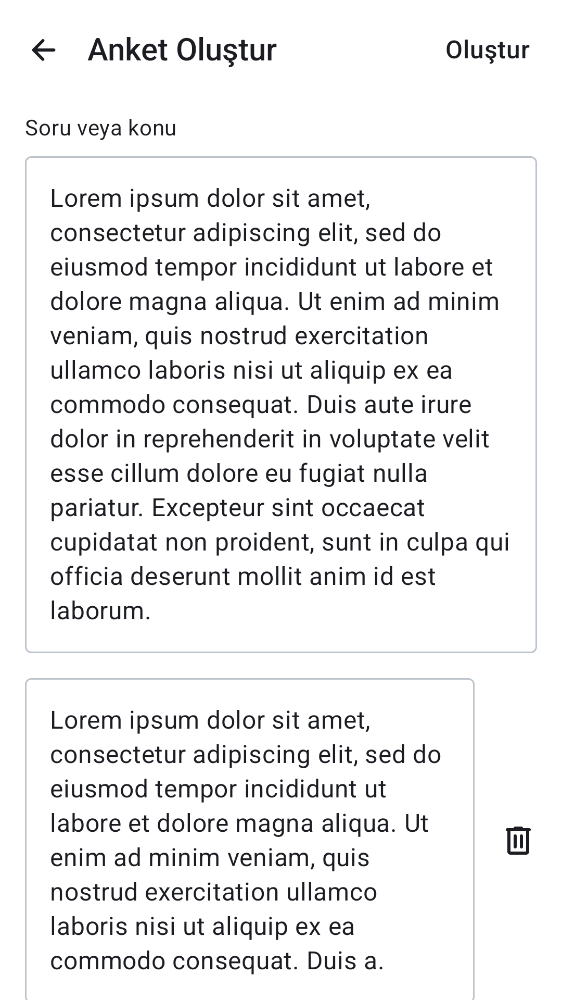 Anket Oluştur
Oluştur
Soru veya konu
Lorem ipsum dolor sit amet,
consectetur adipiscing elit, sed do
eiusmod tempor incididunt ut labore et
dolore magna aliqua. Ut enim ad minim
veniam, quis nostrud exercitation
ullamco laboris nisi ut aliquip ex ea
commodo consequat. Duis aute irure
dolor in reprehenderit in voluptate velit
esse cillum dolore eu fugiat nulla
pariatur. Excepteur sint occaecat
cupidatat non proident, sunt in culpa qui
officia deserunt mollit anim id est
laborum.
Lorem ipsum dolor sit amet,
consectetur adipiscing elit, sed do
eiusmod tempor incididunt ut
labore et dolore magna aliqua. Ut
enim ad minim veniam, quis
nostrud exercitation ullamco
laboris nisi ut aliquip ex ea
commodo consequat. Duis a.